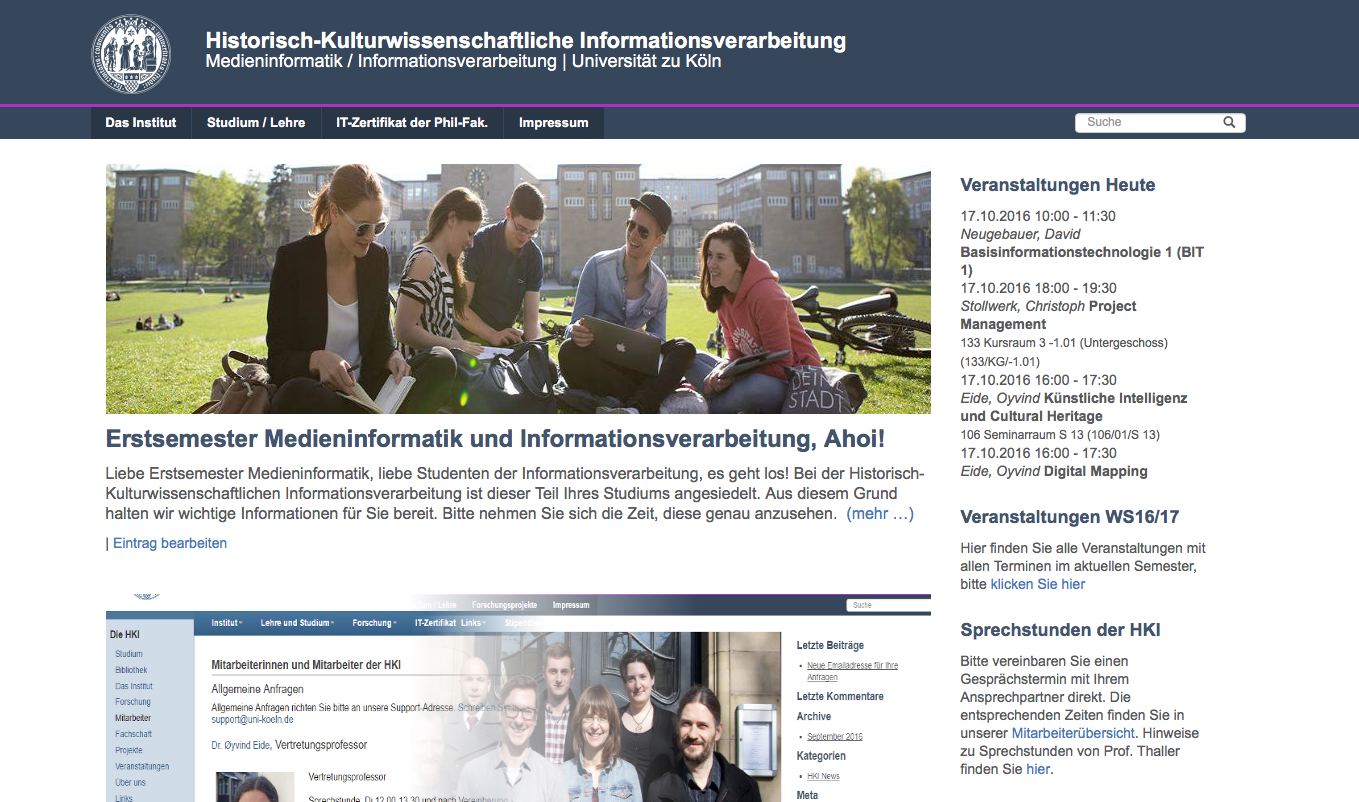 Historisch-Kulturwissenschaftliche Informationsverarbeitung
Medieninformatik / Informationsverarbeitung | Universität zu Köln
Das Institut
Studium / Lehre
IT-Zertifikat der Phil-Fak.
Impressum
Suche
DEINE
STADT
Erstsemester Medieninformatik und Informationsverarbeitung, Ahoi!
Liebe Erstsemester Medieninformatik, liebe Studenten der Informationsverarbeitung, es geht los! Bei der Historisch-
Kulturwissenschaftlichen Informationsverarbeitung ist dieser Teil Ihres Studiums angesiedelt. Aus diesem Grund
halten wir wichtige Informationen für Sie bereit. Bitte nehmen Sie sich die Zeit, diese genau anzusehen. (mehr …)
| Eintrag bearbeiten
/ Lehre
Forschungsprojekte
Impressum
Suche
Institut
Lehre und Studium
Forschung
IT-Zertifikat
Links
Die HKI
Studium
Bibliothek
Das Institut
Forschung
Mitarbeiter
Fachschaft
Projekte
Veranstaltungen
Über uns
Links
Mitarbeiterinnen und Mitarbeiter der HKI
Allgemeine Anfragen
Allgemeine Anfragen richten Sie bitte an unsere Support-Adresse. Schreiben
support@uni-koeln.de
Dr. Øyvind Eide, Vertretungsprofessor
Vertretungsprofessor
Sprechstunde: Di 12.00-13.30 und nach Vereinbarung
Letzte Beiträge
• Neue Emailadresse für Ihre
Anfragen
Letzte Kommentare
Archive
• September 2016
Kategorien
• HKI News
Meta
Veranstaltungen Heute
17.10.2016 10:00 - 11:30
Neugebauer, David
Basisinformationstechnologie 1 (BIT
1)
17.10.2016 18:00 - 19:30
Stollwerk, Christoph Project
Management
133 Kursraum 3 -1.01 (Untergeschoss)
(133/KG/-1.01)
17.10.2016 16:00 - 17:30
Eide, Oyvind Künstliche Intelligenz
und Cultural Heritage
106 Seminarraum S 13 (106/01/S 13)
17.10.2016 16:00 - 17:30
Eide, Oyvind Digital Mapping
Veranstaltungen WS16/17
Hier finden Sie alle Veranstaltungen mit
allen Terminen im aktuellen Semester,
bitte klicken Sie hier
Sprechstunden der HKI
Bitte vereinbaren Sie einen
Gesprächstermin mit Ihrem
Ansprechpartner direkt. Die
entsprechenden Zeiten finden Sie in
unserer Mitarbeiterübersicht. Hinweise
zu Sprechstunden von Prof. Thaller
finden Sie hier.